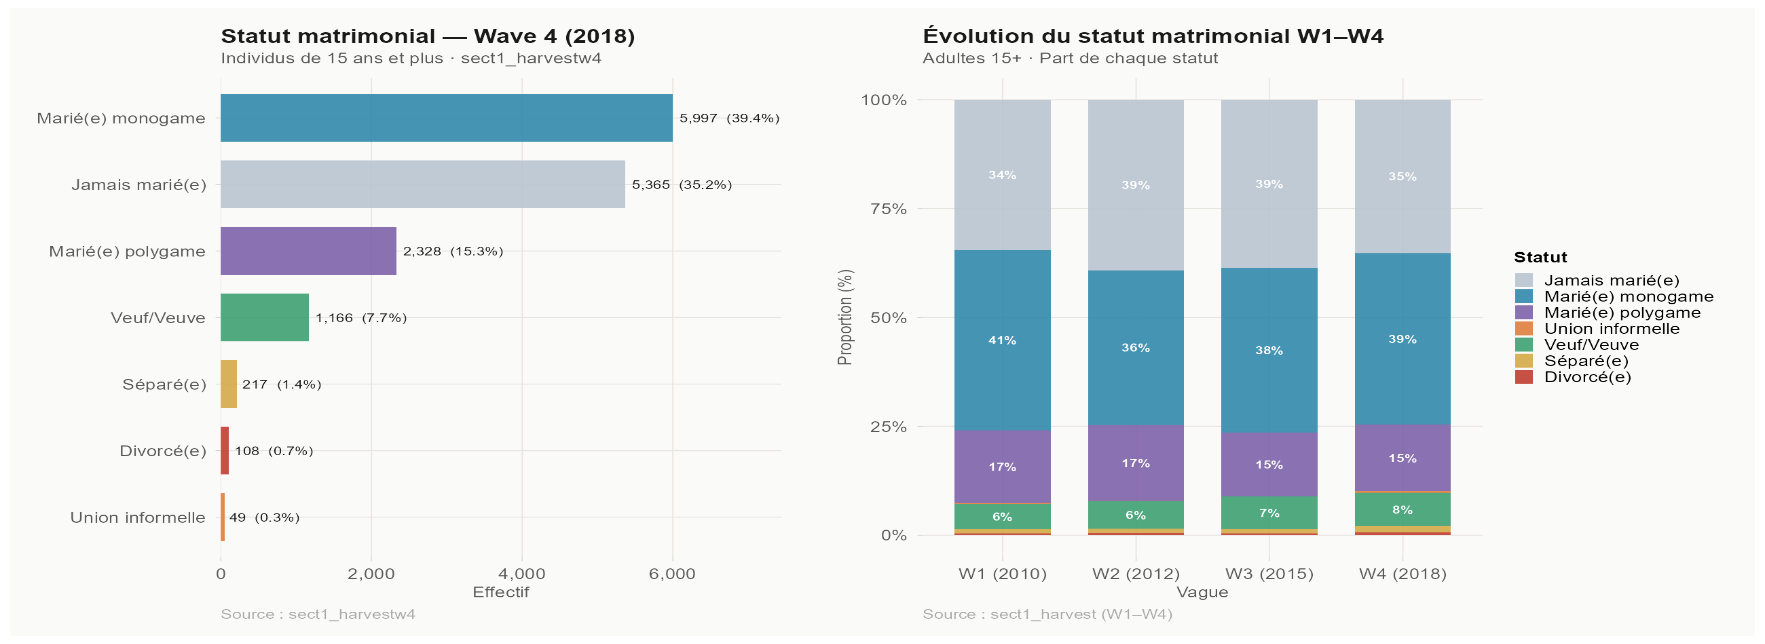 Statut matrimonial — Wave 4 (2018)
Individus de 15 ans et plus · sect1_harvestw4
Marié(e) monogame
5,997 (39.4%)
Jamais marié(e)
5,365 (35.2%)
Marié(e) polygame
2,328 (15.3%)
Veuf/Veuve
1,166 (7.7%)
Séparé(e)
217 (1.4%)
Divorcé(e)
108 (0.7%)
Union informelle
49 (0.3%)
0 2,000 4,000 6,000
Effectif
Source : sect1_harvestw4
Évolution du statut matrimonial W1–W4
Adultes 15+ · Part de chaque statut
Proportion (%)
100%
75%
50%
25%
0%
34% 39% 39% 35%
41% 36% 38% 39%
17% 17% 15% 15%
6% 6% 7% 8%
W1 (2010) W2 (2012) W3 (2015) W4 (2018)
Vague
Source : sect1_harvest (W1–W4)
Statut
Jamais marié(e)
Marié(e) monogame
Marié(e) polygame
Union informelle
Veuf/Veuve
Séparé(e)
Divorcé(e)